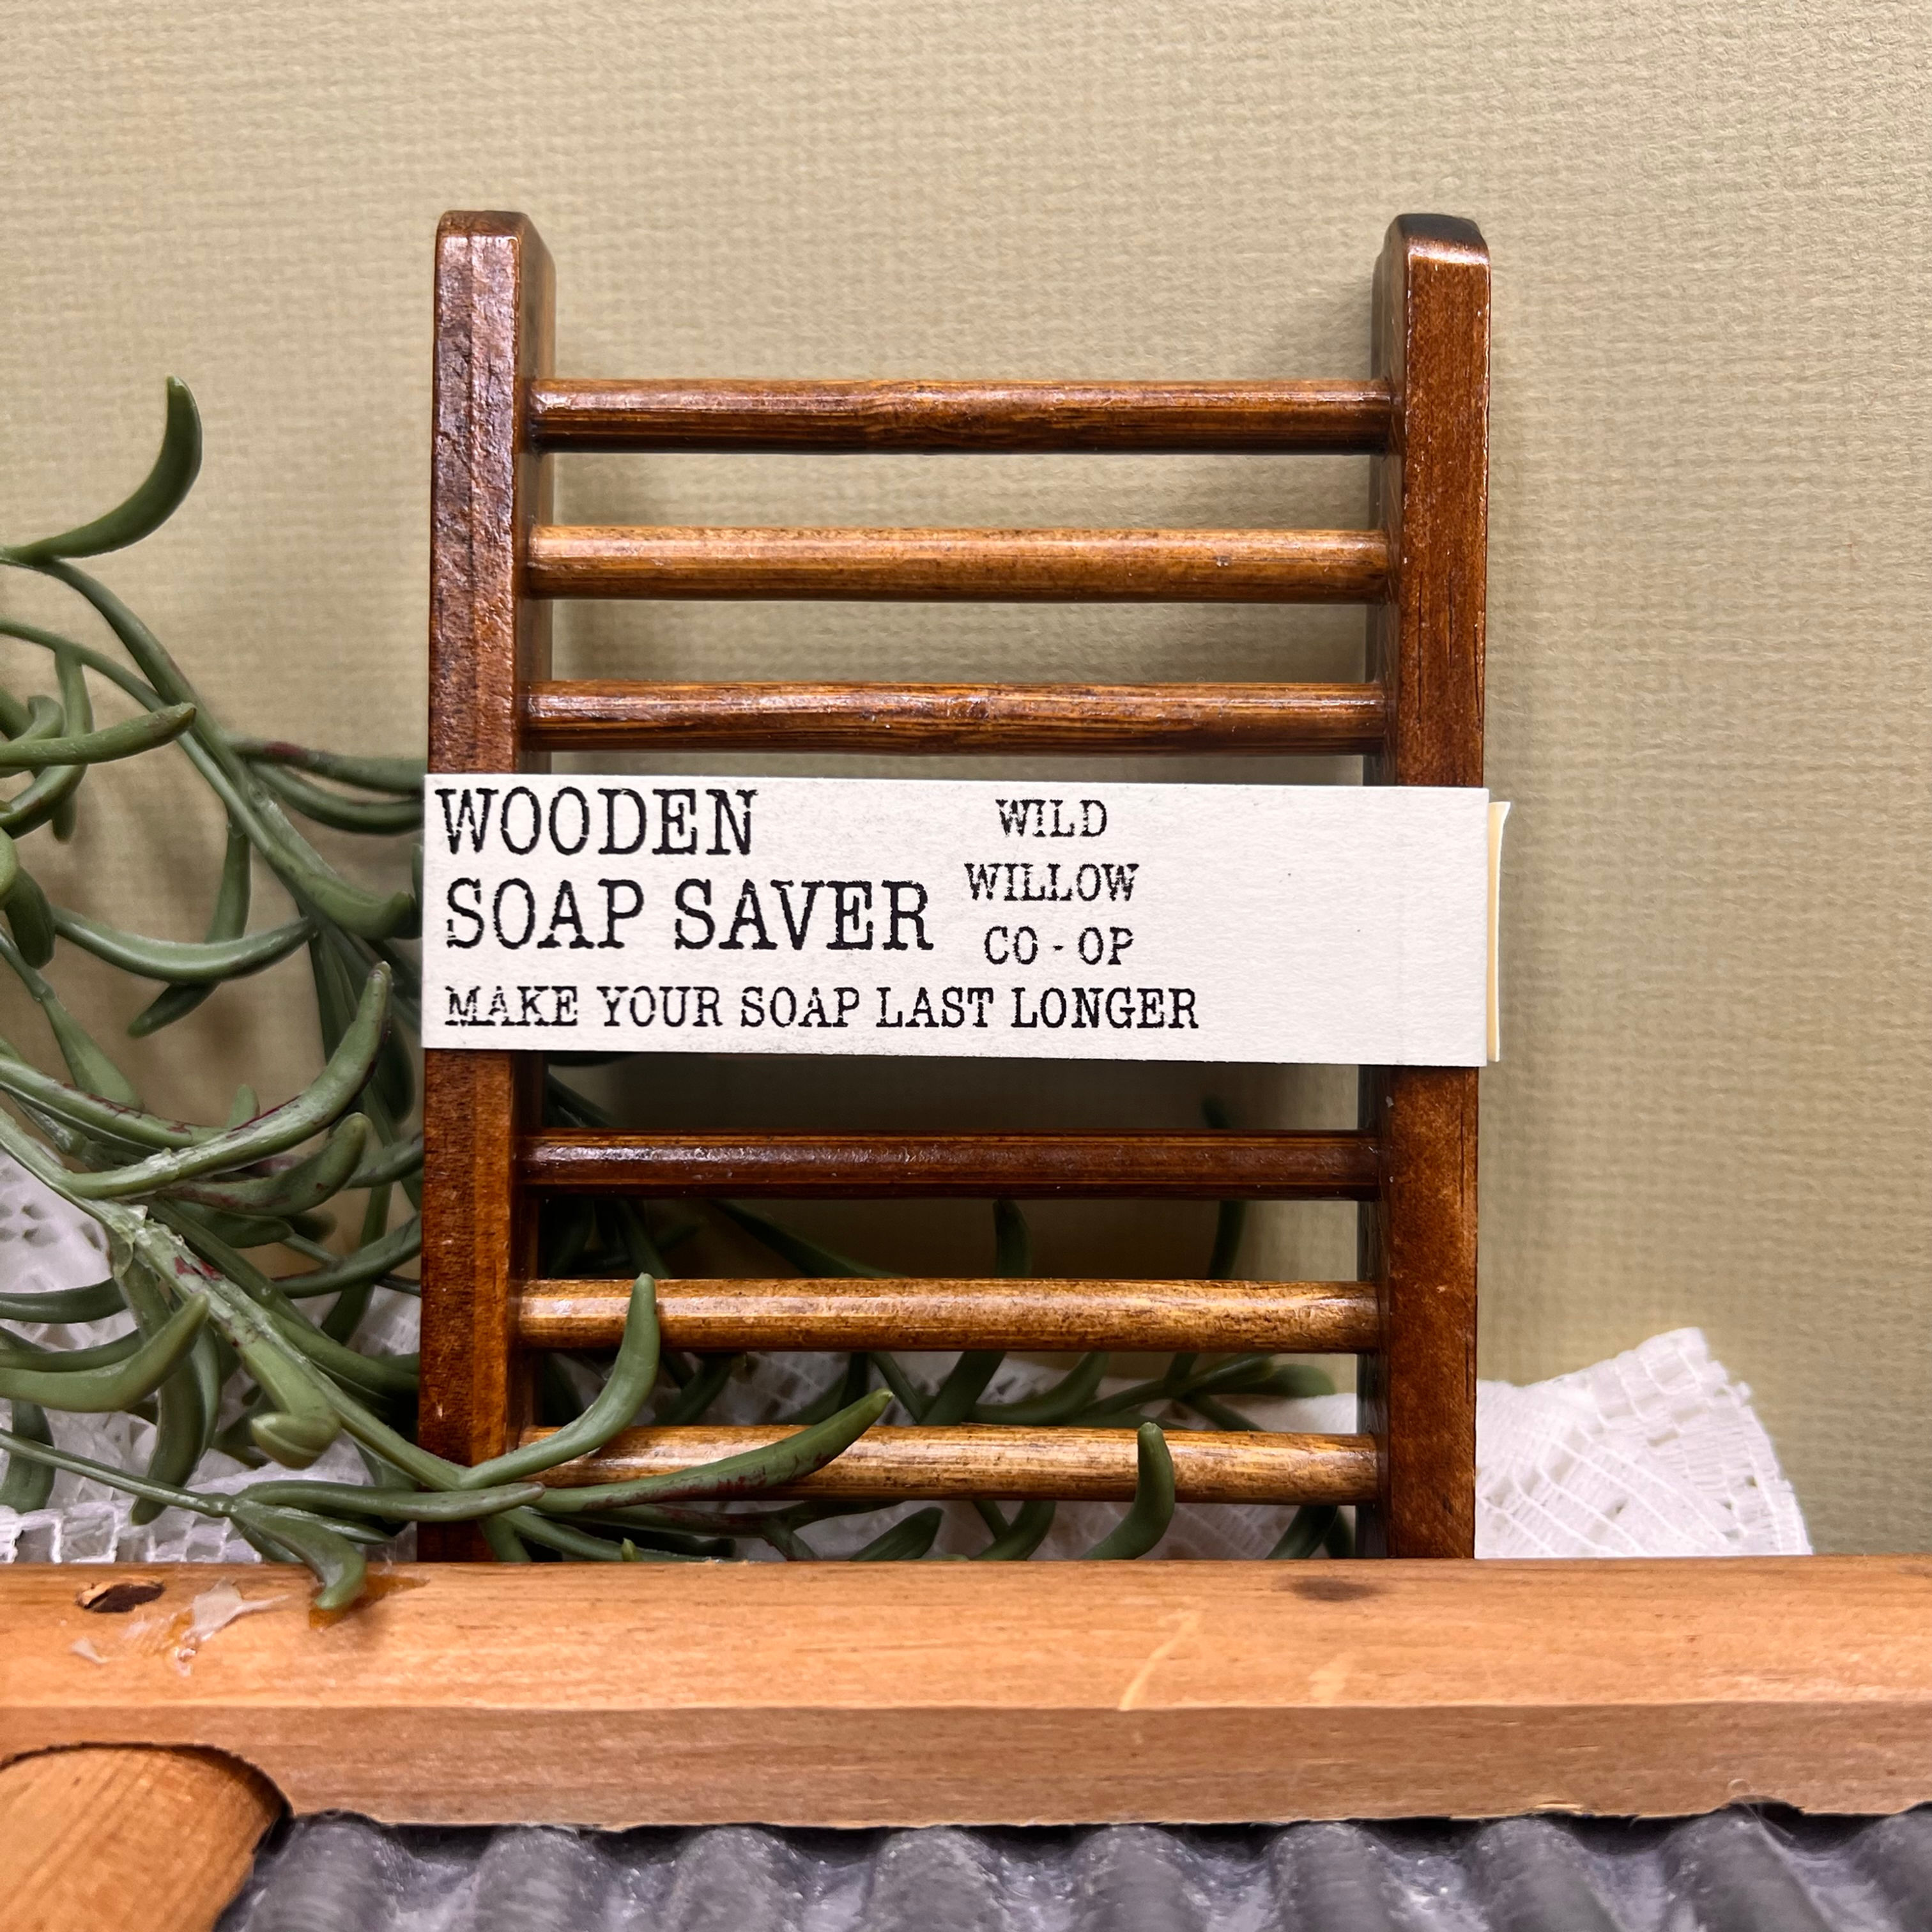 WOODEN
SOAP SAVER
WILD
WILLOW
CO-OP
MAKE YOUR SOAP LAST LONGER